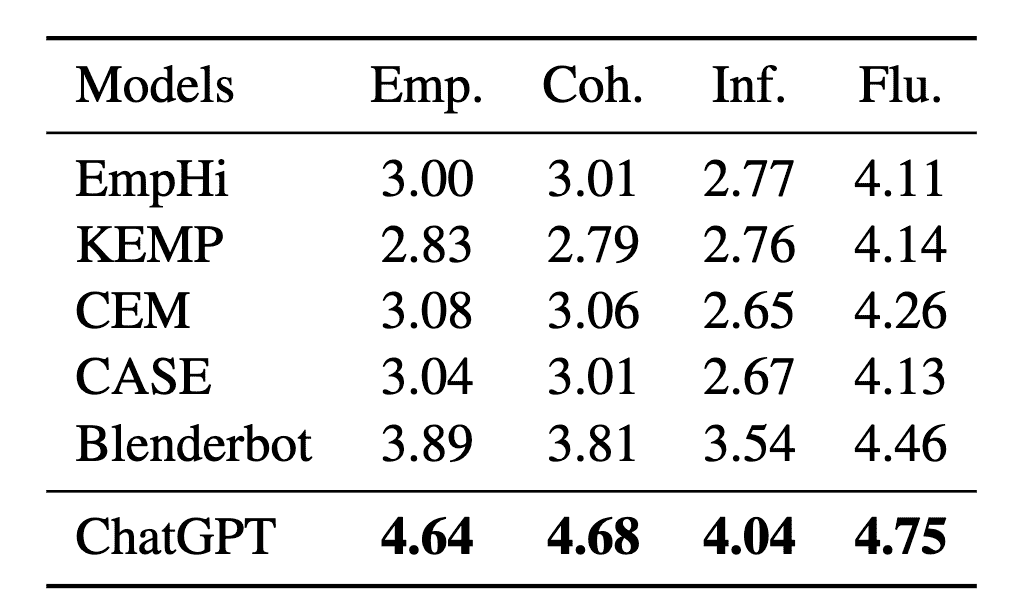 Models Emp. Coh. Inf. Flu.
EmpHi 3.00 3.01 2.77 4.11
KEMP 2.83 2.79 2.76 4.14
CEM 3.08 3.06 2.65 4.26
CASE 3.04 3.01 2.67 4.13
Blenderbot 3.89 3.81 3.54 4.46
ChatGPT 4.64 4.68 4.04 4.75